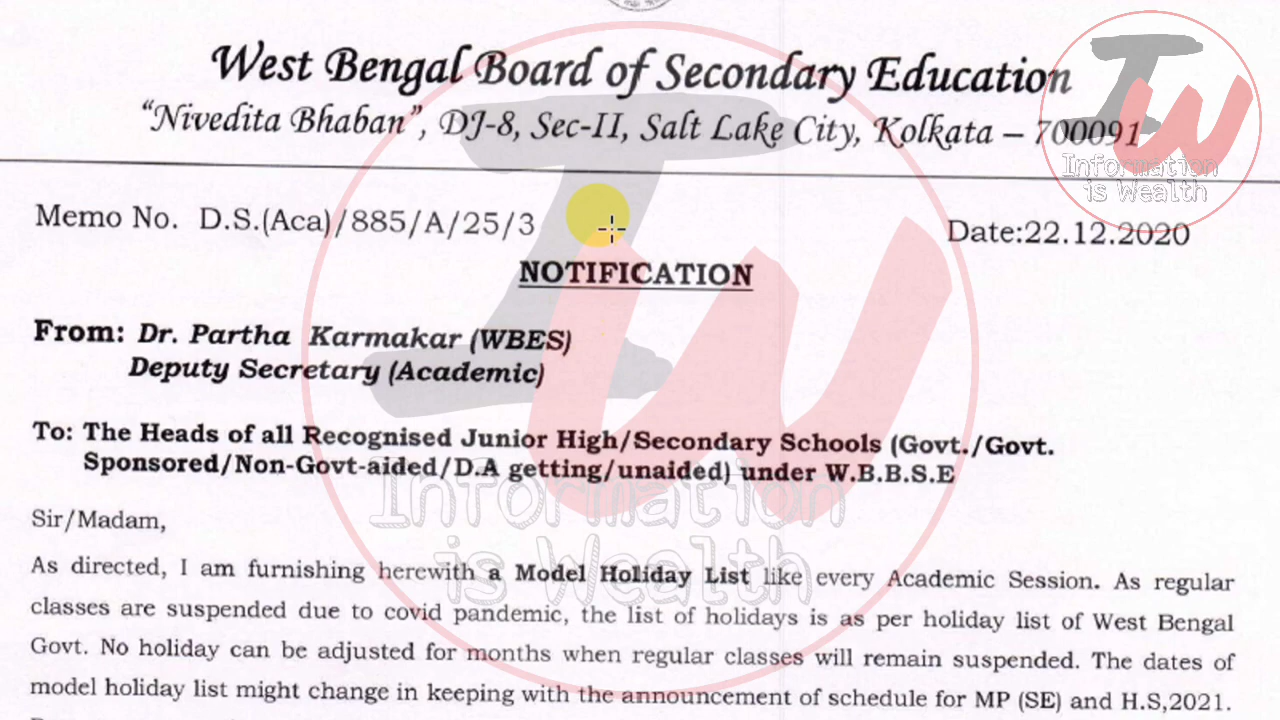 West Bengal Board of Secondary Education
"Nivedita Bhaban", DJ-8, Sec-II, Salt Lake City, Kolkata – 700091
IW
Information
is Wealth
Memo No. D.S.(Aca)/885/A/25/3
Date:22.12.2020
NOTIFICATION
From: Dr. Partha Karmakar (WBES)
Deputy Secretary (Academic)
To: The Heads of all Recognised Junior High/Secondary Schools (Govt./Govt.
Sponsored/Non-Govt-aided/D.A getting/unaided) under W.B.B.S.E
IW
Information
is Wealth
Sir/Madam,
As directed, I am furnishing herewith a Model Holiday List like every Academic Session. As regular
classes are suspended due to covid pandemic, the list of holidays is as per holiday list of West Bengal
Govt. No holiday can be adjusted for months when regular classes will remain suspended. The dates of
model holiday list might change in keeping with the announcement of schedule for MP (SE) and H.S,2021.